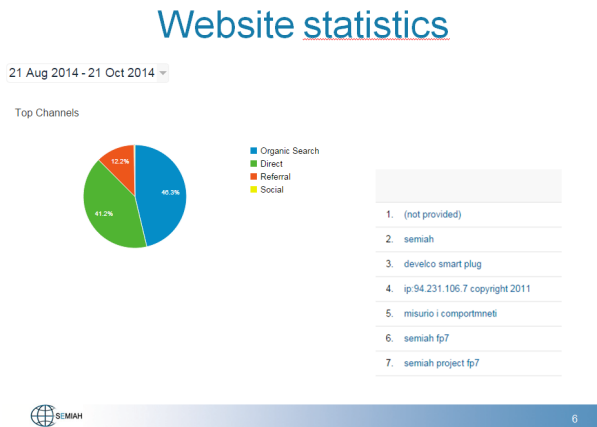 Website statistics
21 Aug 2014 - 21 Oct 2014
Top Channels
12.2%
46.3%
41.2%
Organic Search
Direct
Referral
Social
1. (not provided)
2. semiah
3. develco smart plug
4. ip:94.231.106.7 copyright 2011
5. misurio i comportmneti
6. semiah fp7
7. semiah project fp7
SEMIAH
6